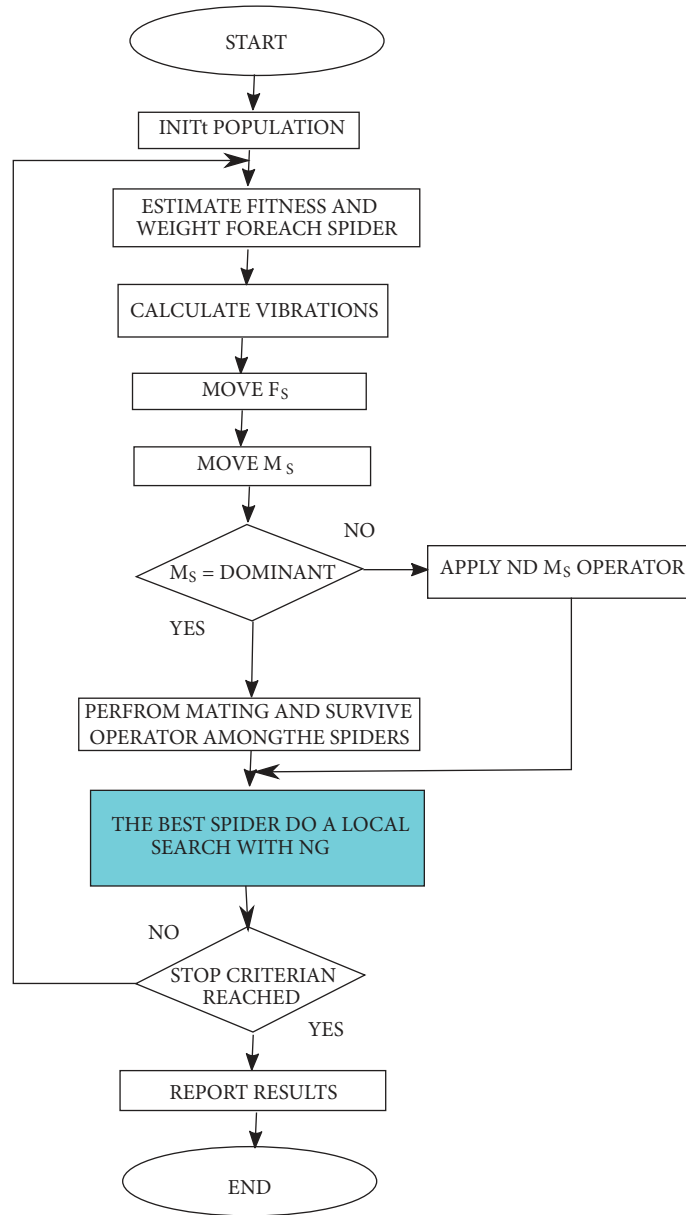 START
INITt POPULATION
ESTIMATE FITNESS AND
WEIGHT FOREACH SPIDER
CALCULATE VIBRATIONS
MOVE FS
MOVE M S
NO
MS = DOMINANT
APPLY ND MS OPERATOR
YES
PERFROM MATING AND SURVIVE
OPERATOR AMONGTHE SPIDERS
THE BEST SPIDER DO A LOCAL
SEARCH WITH NG
NO
STOP CRITERIAN
REACHED
YES
REPORT RESULTS
END